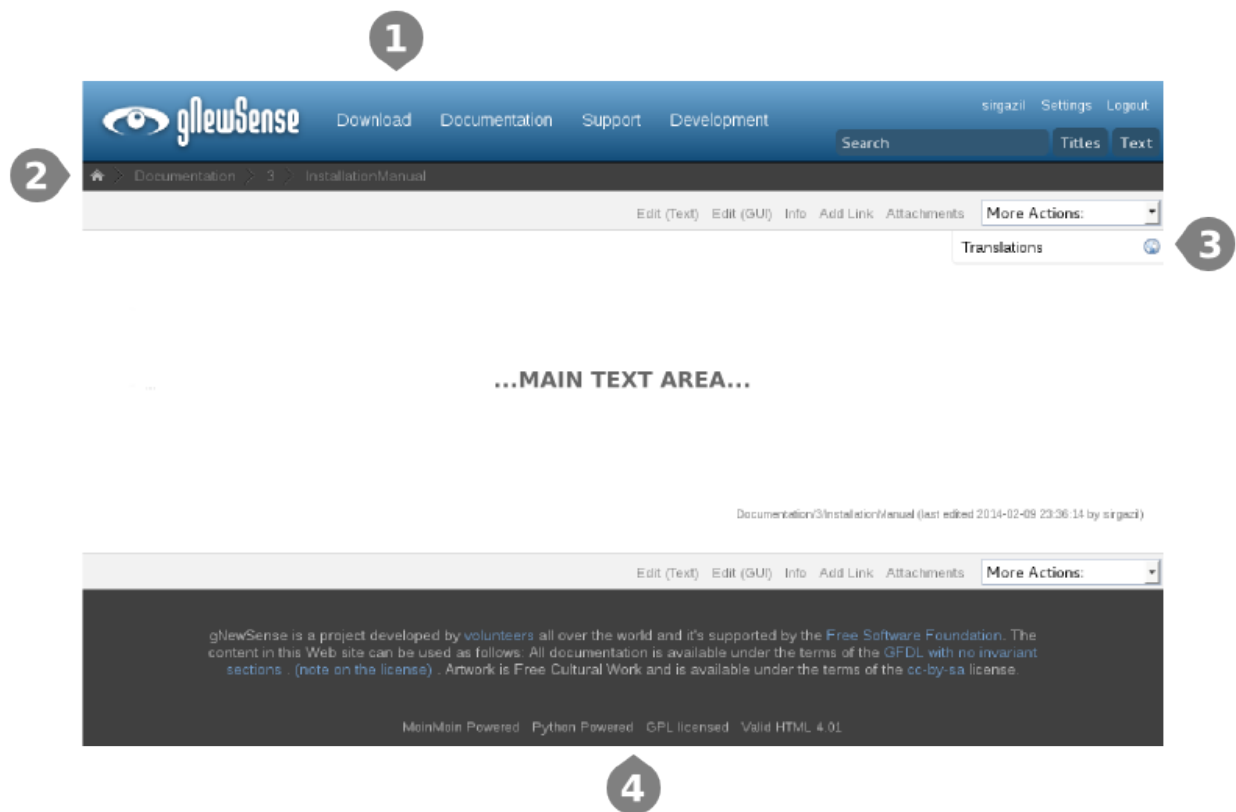 1
gNewSense
Download Documentation Support Development
sirgazil Settings Logout
Search Titles Text
2
Documentation 3 InstallationManual
Edit (Text) Edit (GUI) Info Add Link Attachments More Actions:
Translations
3
...MAIN TEXT AREA...
Documentation/3/InstallationManual (last edited 2014-02-09 23:36:14 by sirgazil)
Edit (Text) Edit (GUI) Info Add Link Attachments More Actions:
gNewSense is a project developed by volunteers all over the world and it's supported by the Free Software Foundation. The
content in this Web site can be used as follows: All documentation is available under the terms of the GFDL with no invariant
sections . (note on the license) . Artwork is Free Cultural Work and is available under the terms of the cc-by-sa license.
MoinMoin Powered Python Powered GPL licensed Valid HTML 4.01
4